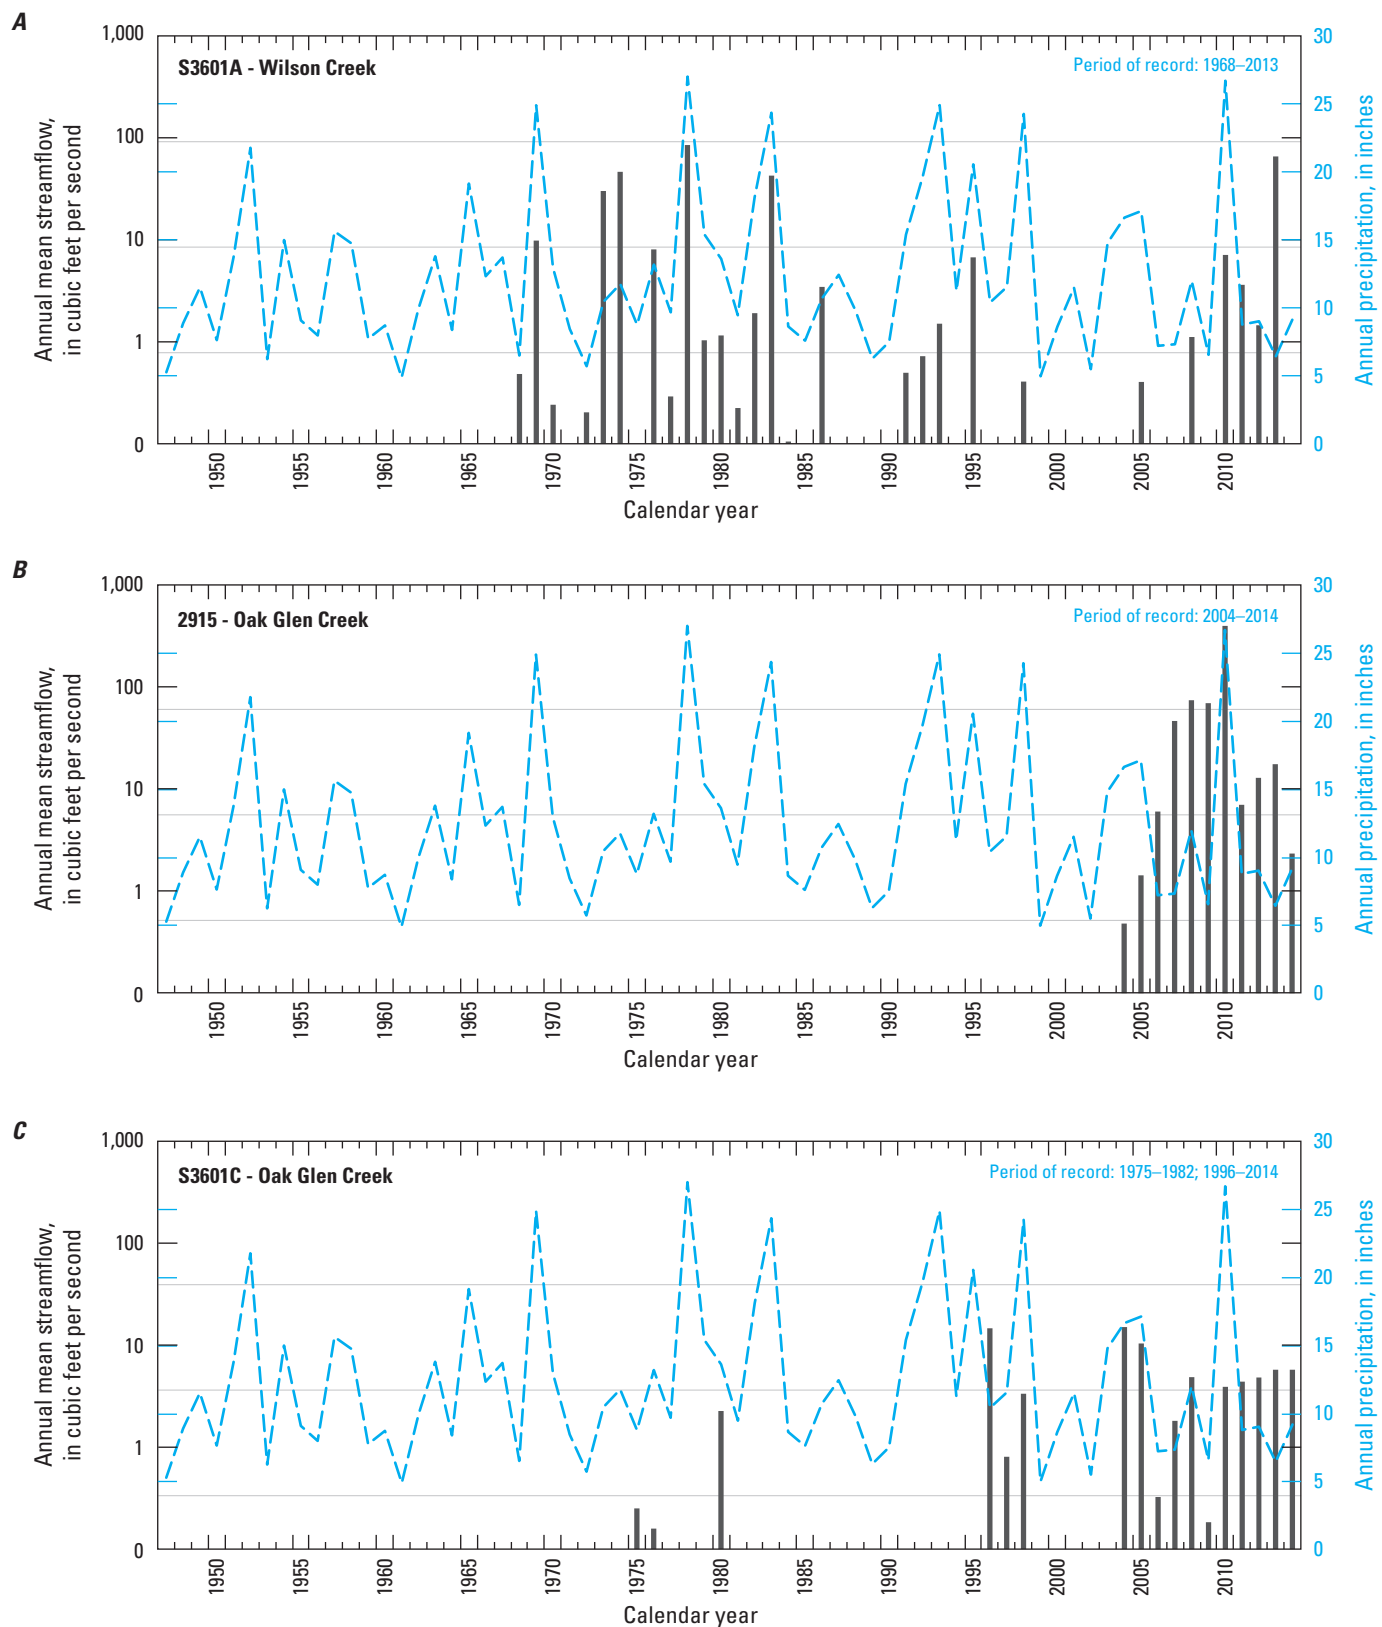 A
S3601A - Wilson Creek
Period of record: 1968–2013
Annual mean streamflow,
in cubic feet per second
1,000
100
10
1
0
30
25
20
15
10
5
0
Annual precipitation, in inches
1950 1955 1960 1965 1970 1975 1980 1985 1990 1995 2000 2005 2010
Calendar year
B
2915 - Oak Glen Creek
Period of record: 2004–2014
Annual mean streamflow,
in cubic feet per second
1,000
100
10
1
0
30
25
20
15
10
5
0
Annual precipitation, in inches
1950 1955 1960 1965 1970 1975 1980 1985 1990 1995 2000 2005 2010
Calendar year
C
S3601C - Oak Glen Creek
Period of record: 1975–1982; 1996–2014
Annual mean streamflow,
in cubic feet per second
1,000
100
10
1
0
30
25
20
15
10
5
0
Annual precipitation, in inches
1950 1955 1960 1965 1970 1975 1980 1985 1990 1995 2000 2005 2010
Calendar year